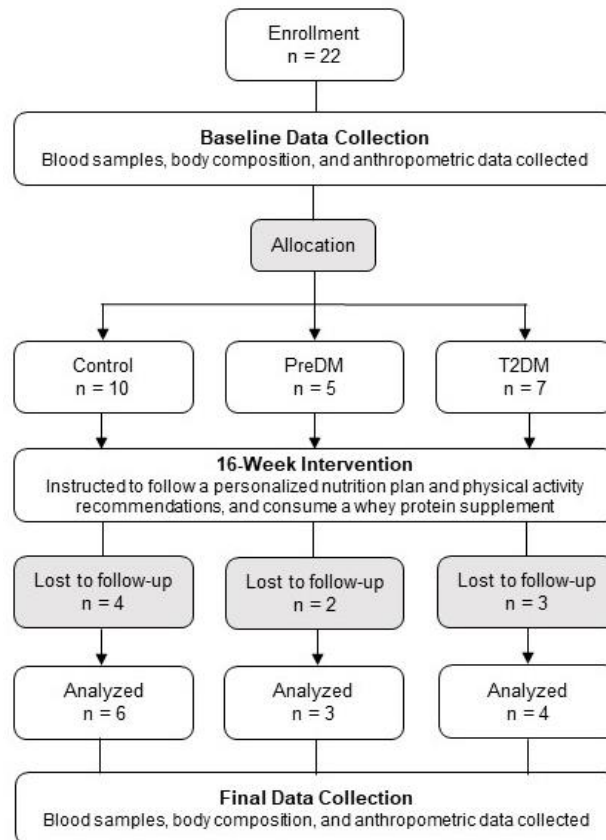 Enrollment
n = 22
Baseline Data Collection
Blood samples, body composition, and anthropometric data collected
Allocation
Control
n = 10
PreDM
n = 5
T2DM
n = 7
16-Week Intervention
Instructed to follow a personalized nutrition plan and physical activity
recommendations, and consume a whey protein supplement
Lost to follow-up
n = 4
Lost to follow-up
n = 2
Lost to follow-up
n = 3
Analyzed
n = 6
Analyzed
n = 3
Analyzed
n = 4
Final Data Collection
Blood samples, body composition, and anthropometric data collected